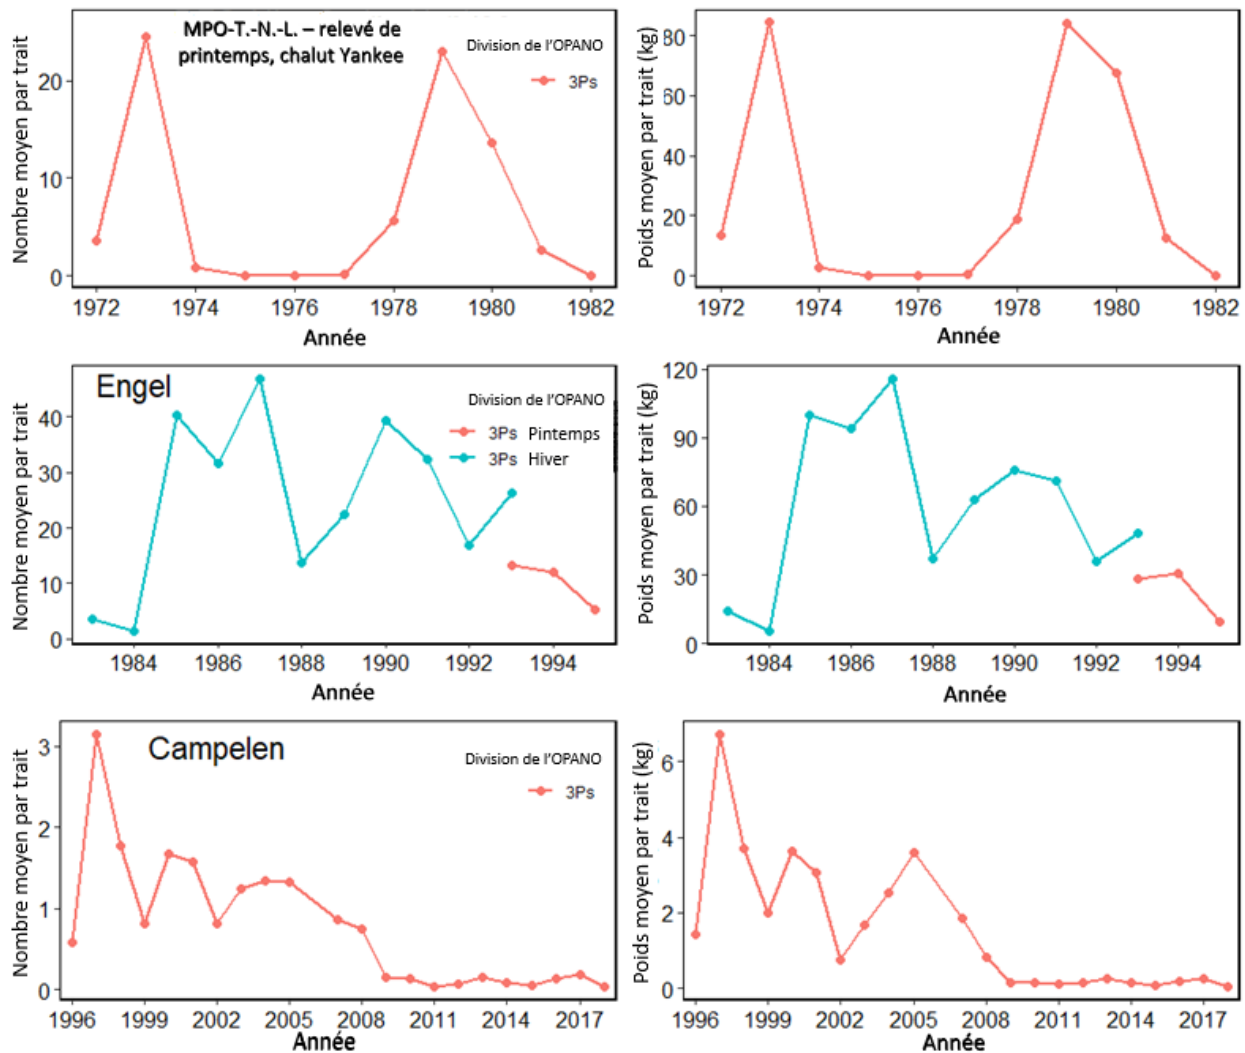 MPO-T.-N.-L. – relevé de
printemps, chalut Yankee
Division de l'OPANO
3Ps
Nombre moyen par trait
20
10
0
1972 1974 1976 1978 1980 1982
Année
Poids moyen par trait (kg)
80
60
40
20
0
1972 1974 1976 1978 1980 1982
Année
Engel
Division de l'OPANO
3Ps Pintemps
3Ps Hiver
Nombre moyen par trait
40
30
20
10
0
1984 1986 1988 1990 1992 1994
Année
Poids moyen par trait (kg)
120
90
60
30
0
1984 1986 1988 1990 1992 1994
Année
Campelen
Division de l'OPANO
3Ps
Nombre moyen par trait
3
2
1
0
1996 1999 2002 2005 2008 2011 2014 2017
Année
Poids moyen par trait (kg)
6
4
2
0
1996 1999 2002 2005 2008 2011 2014 2017
Année